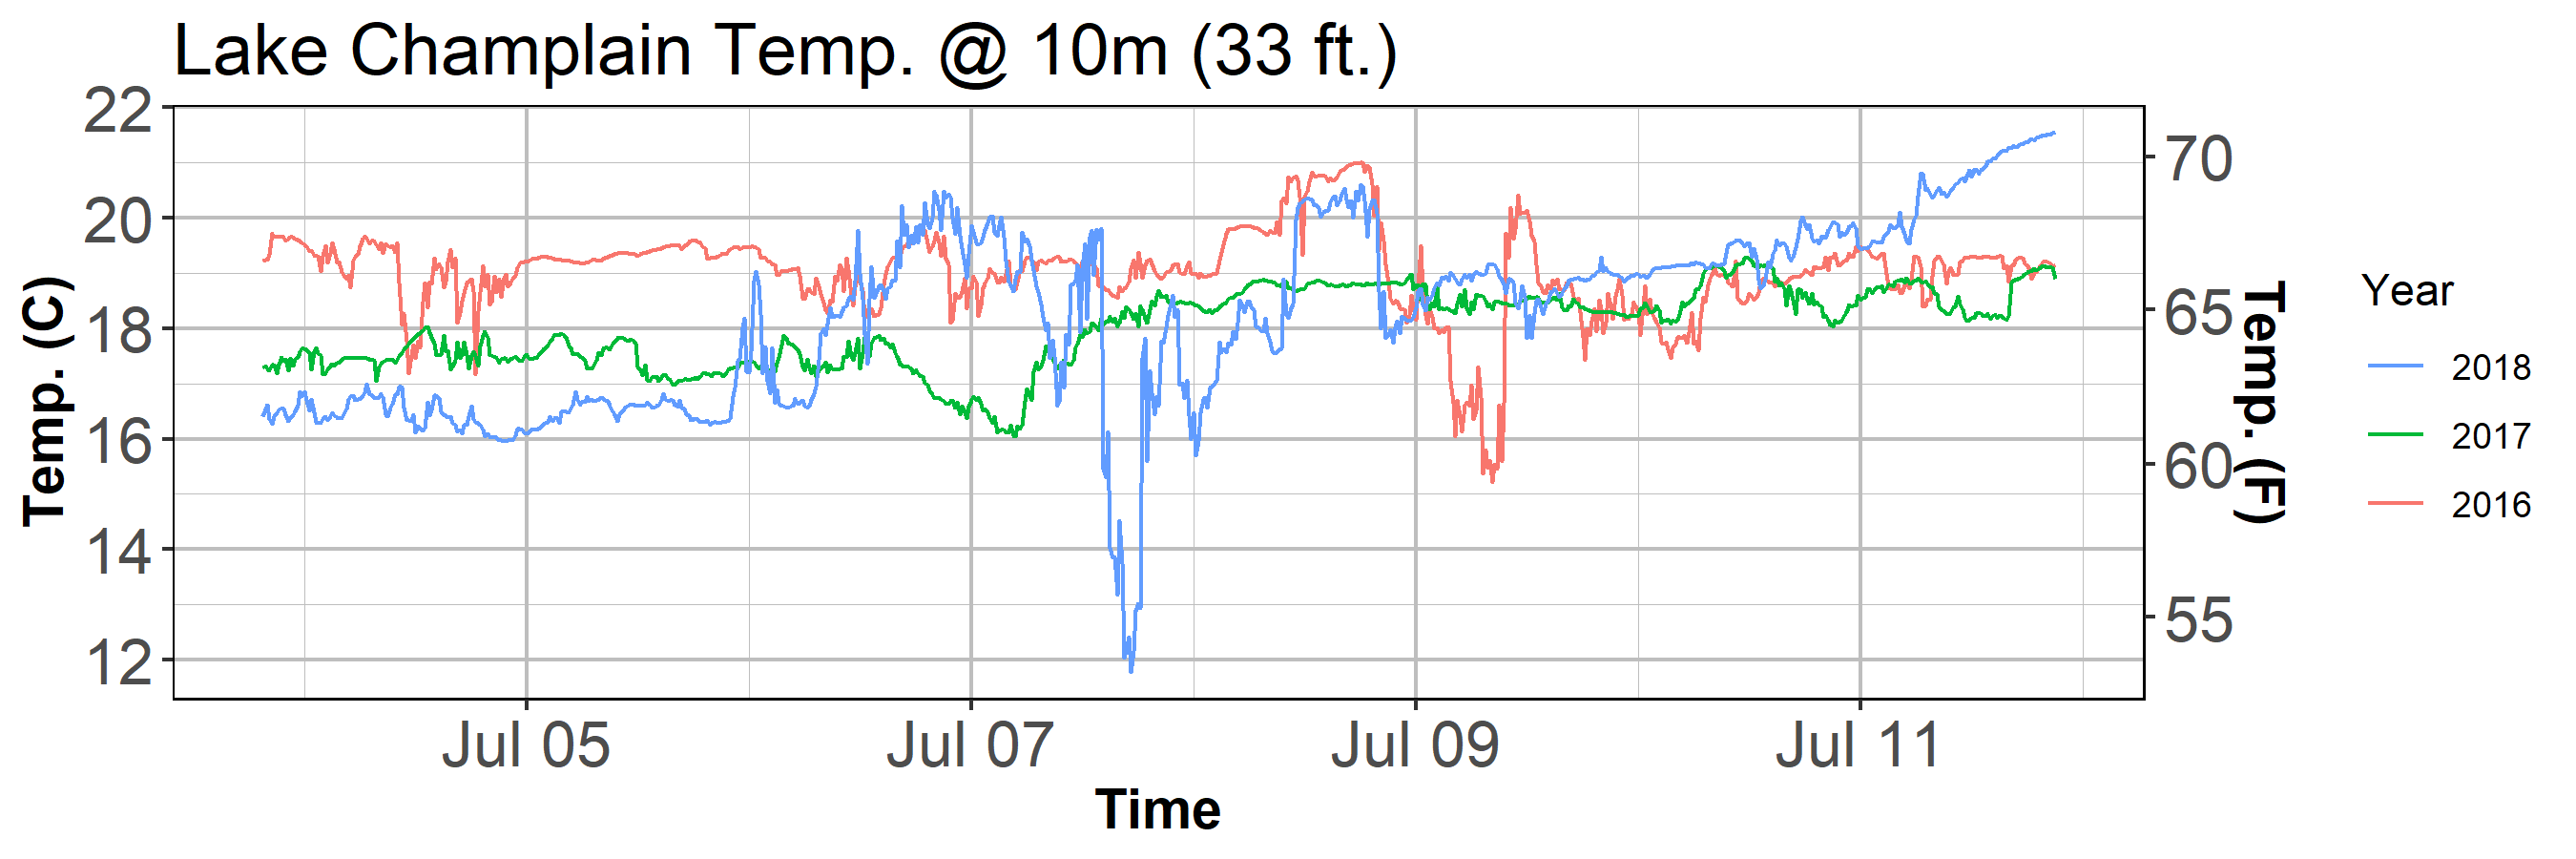 Lake Champlain Temp. @ 10m (33 ft.)
22
20
18
16
14
12
Temp. (C)
70
65
60
55
Temp. (F)
Jul 05
Jul 07
Jul 09
Jul 11
Time
Year
2018
2017
2016